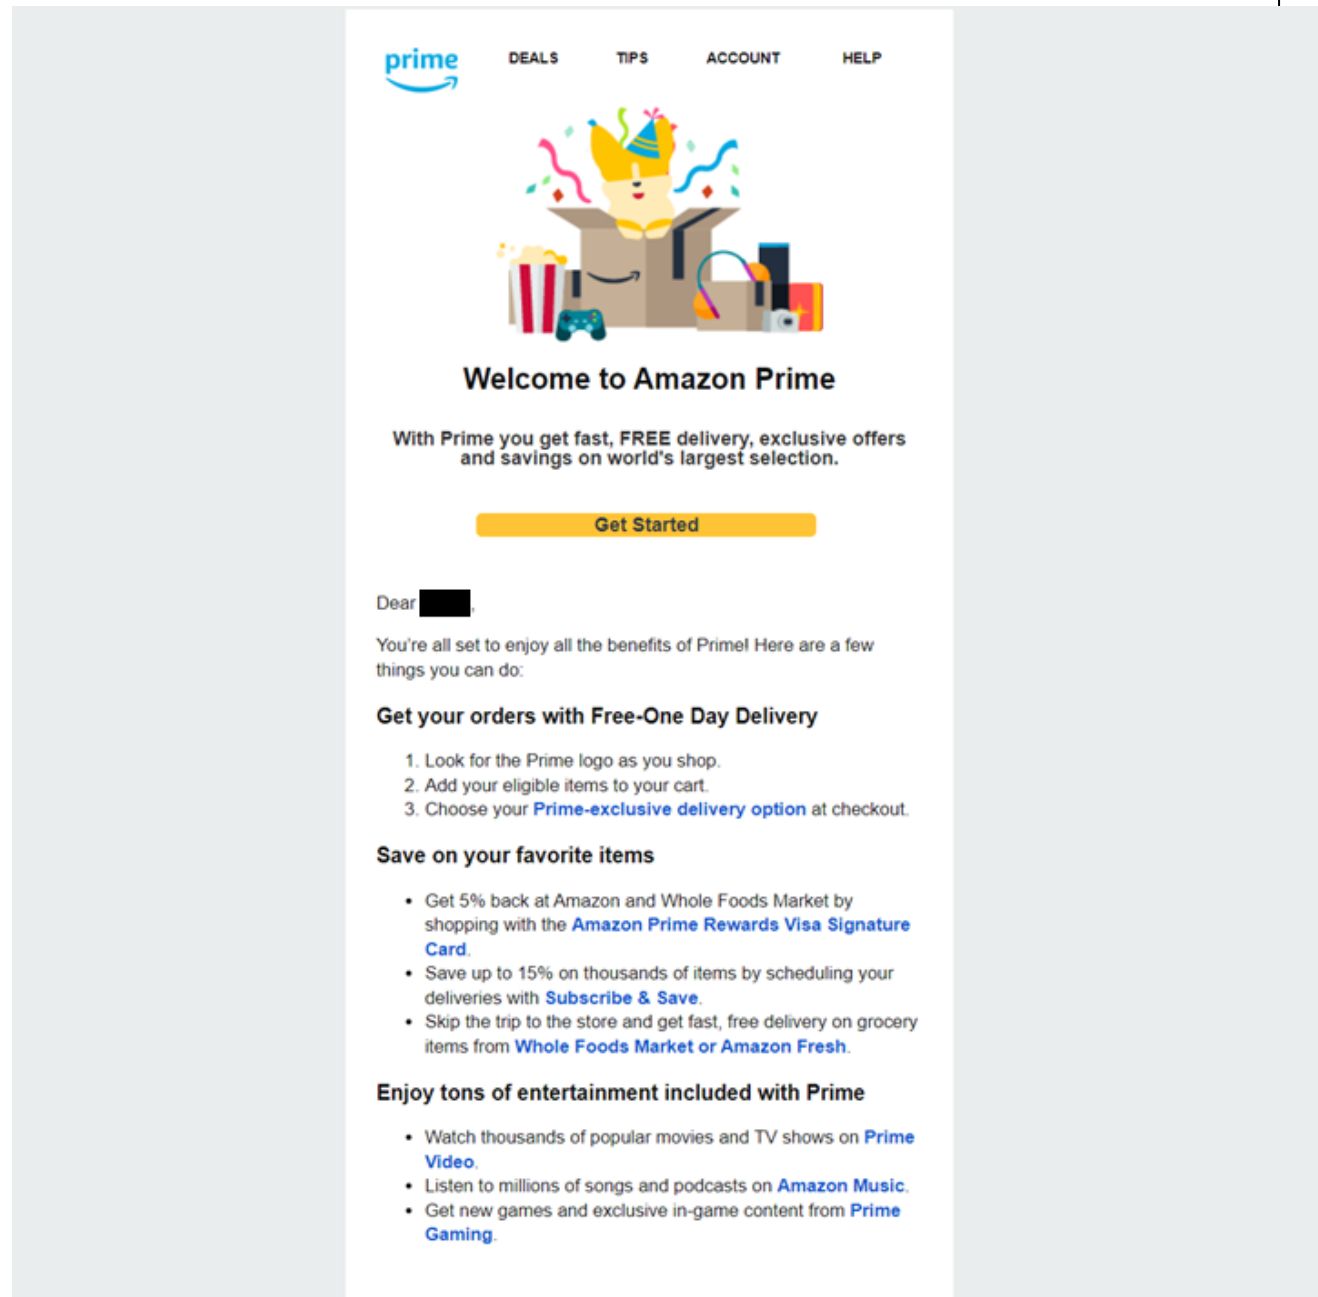 prime DEALS TIPS ACCOUNT HELP
Welcome to Amazon Prime
With Prime you get fast, FREE delivery, exclusive offers
and savings on world's largest selection.
Get Started
Dear ,
You're all set to enjoy all the benefits of Prime! Here are a few
things you can do:
Get your orders with Free-One Day Delivery
1. Look for the Prime logo as you shop.
2. Add your eligible items to your cart.
3. Choose your Prime-exclusive delivery option at checkout.
Save on your favorite items
• Get 5% back at Amazon and Whole Foods Market by
shopping with the Amazon Prime Rewards Visa Signature
Card.
• Save up to 15% on thousands of items by scheduling your
deliveries with Subscribe & Save.
• Skip the trip to the store and get fast, free delivery on grocery
items from Whole Foods Market or Amazon Fresh.
Enjoy tons of entertainment included with Prime
• Watch thousands of popular movies and TV shows on Prime
Video.
• Listen to millions of songs and podcasts on Amazon Music.
• Get new games and exclusive in-game content from Prime
Gaming.